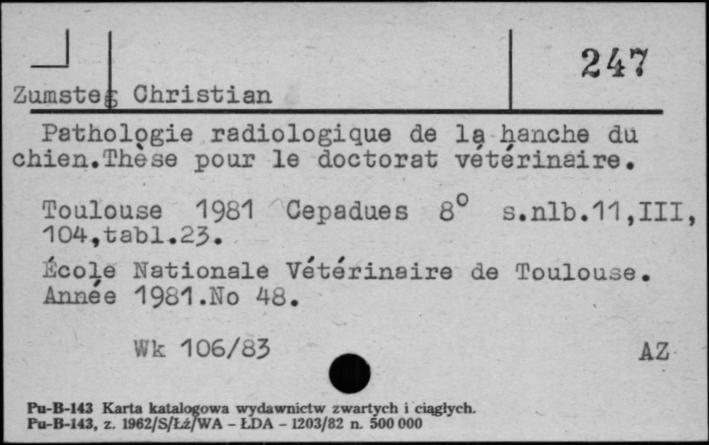 247
Zumsteg Christian
Pathologie radiologique de la hanche du
chien.Thèse pour le doctorat vétérinaire.
Toulouse 1981 Cepadues 8° s.nlb.11,III,
104,tabl.23.
École Nationale Vétérinaire de Toulouse.
Année 1981.No 48.
Wk 106/83 AZ
Pu-B-143 Karta katalogowa wydawnictw zwartych i ciągłych.
Pu-B-143, z. 1962/S/Łź/WA – ŁDA – 1203/82 n. 500 000